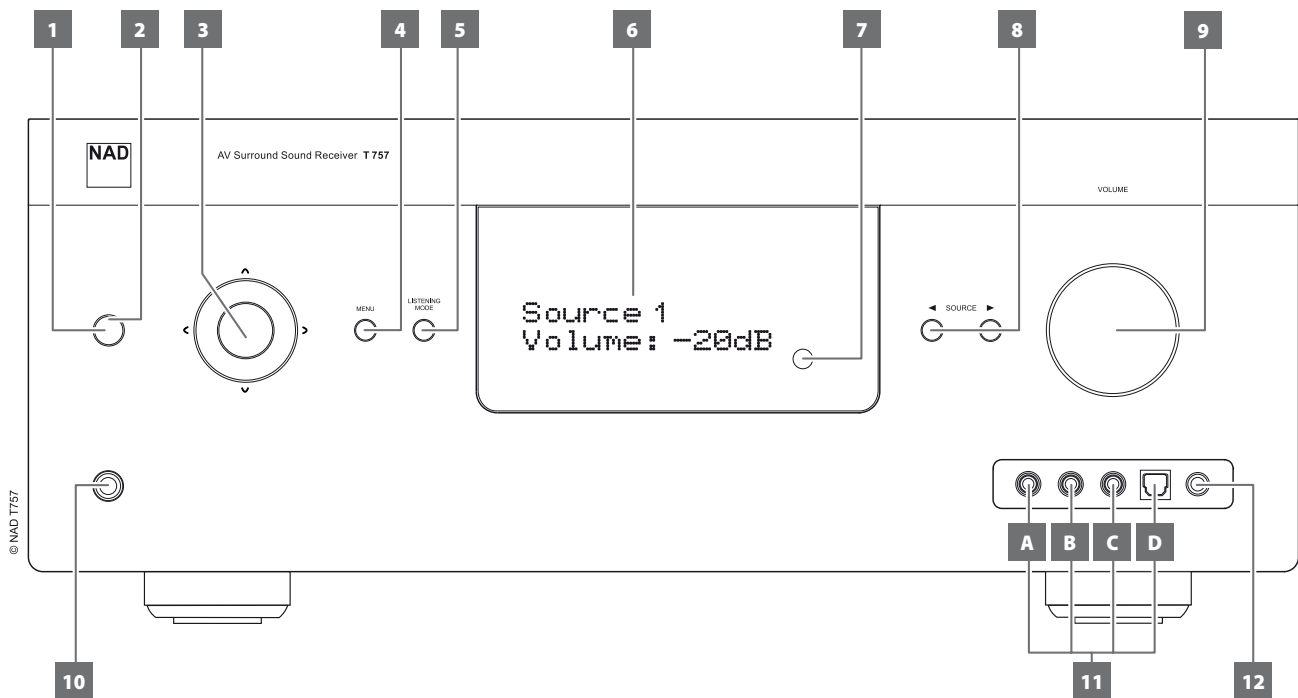 1 2 3 4 5 6 7 8 9
NAD
AV Surround Sound Receiver T 757
VOLUME
MENU
LISTENING
MODE
Source 1
Volume: -20dB
◄ SOURCE ►
© NAD T757
A B C D
10 11 12